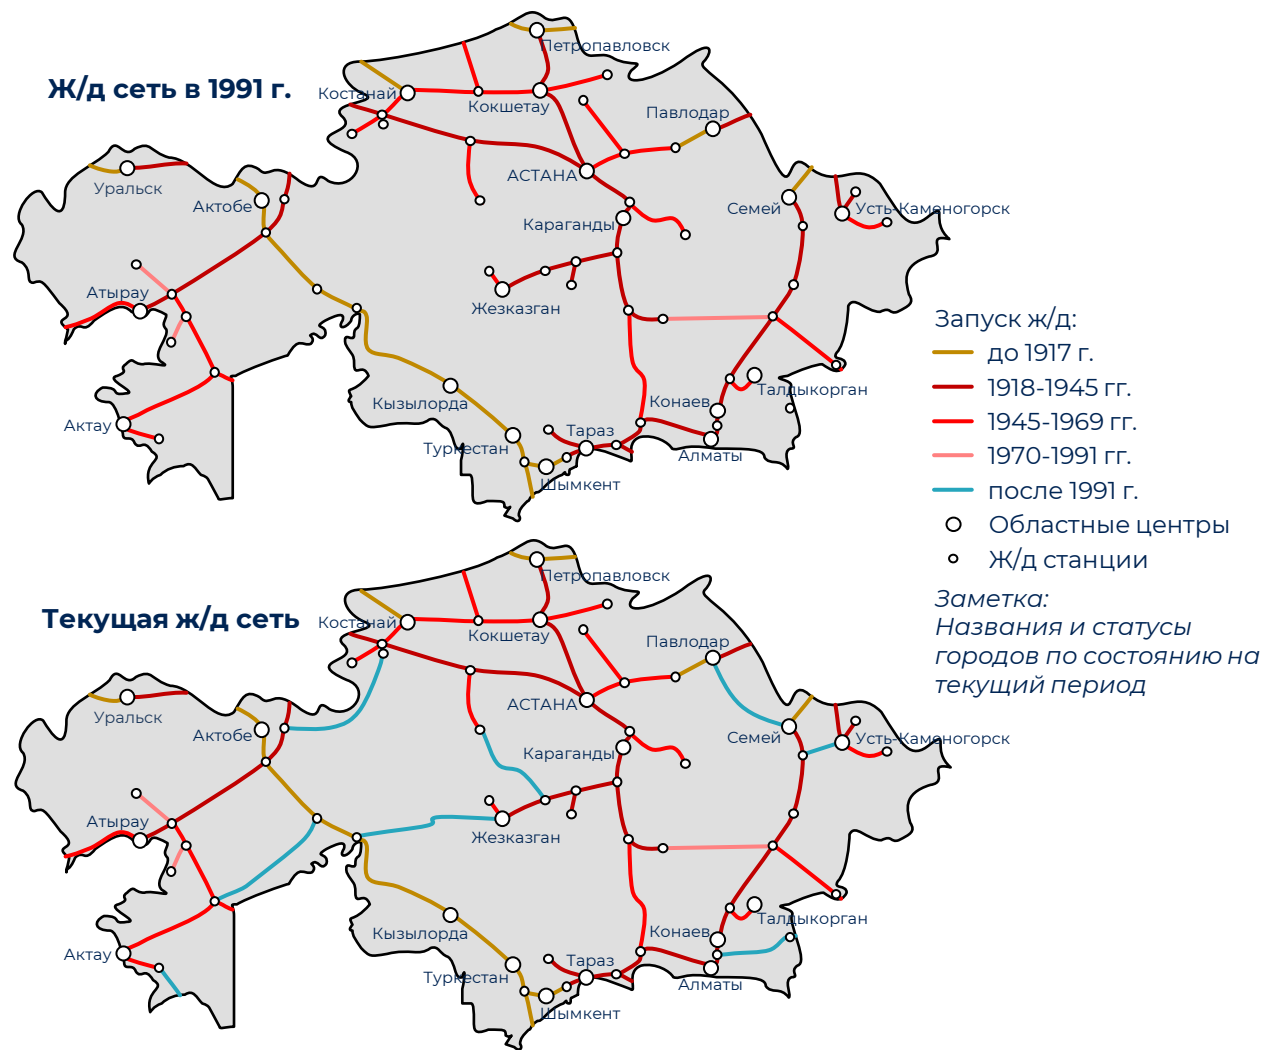 Ж/д сеть в 1991 г.
Петропавловск
Костанай
Кокшетау
Павлодар
АСТАНА
Уральск
Актобе
Караганды
Семей
Усть-Каменогорск
Атырау
Жезказган
Кызылорда
Туркестан
Тараз
Конаев
Талдыкорган
Актау
Алматы
Шымкент
Запуск ж/д:
до 1917 г.
1918-1945 гг.
1945-1969 гг.
1970-1991 гг.
после 1991 г.
Областные центры
Ж/д станции
Заметка:
Названия и статусы
городов по состоянию на
текущий период
Текущая ж/д сеть
Петропавловск
Костанай
Кокшетау
Павлодар
АСТАНА
Уральск
Актобе
Караганды
Семей
Усть-Каменогорск
Атырау
Жезказган
Кызылорда
Туркестан
Тараз
Конаев
Талдыкорган
Актау
Алматы
Шымкент